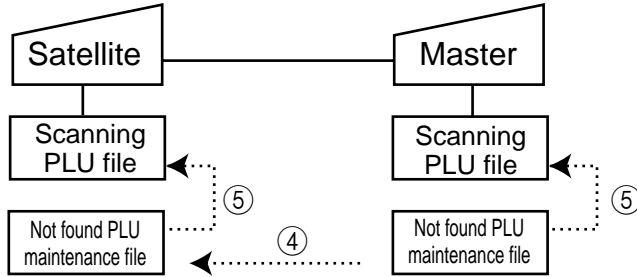 Satellite
Master
Scanning
PLU file
Scanning
PLU file
⑤
⑤
Not found PLU
maintenance file
④
Not found PLU
maintenance file